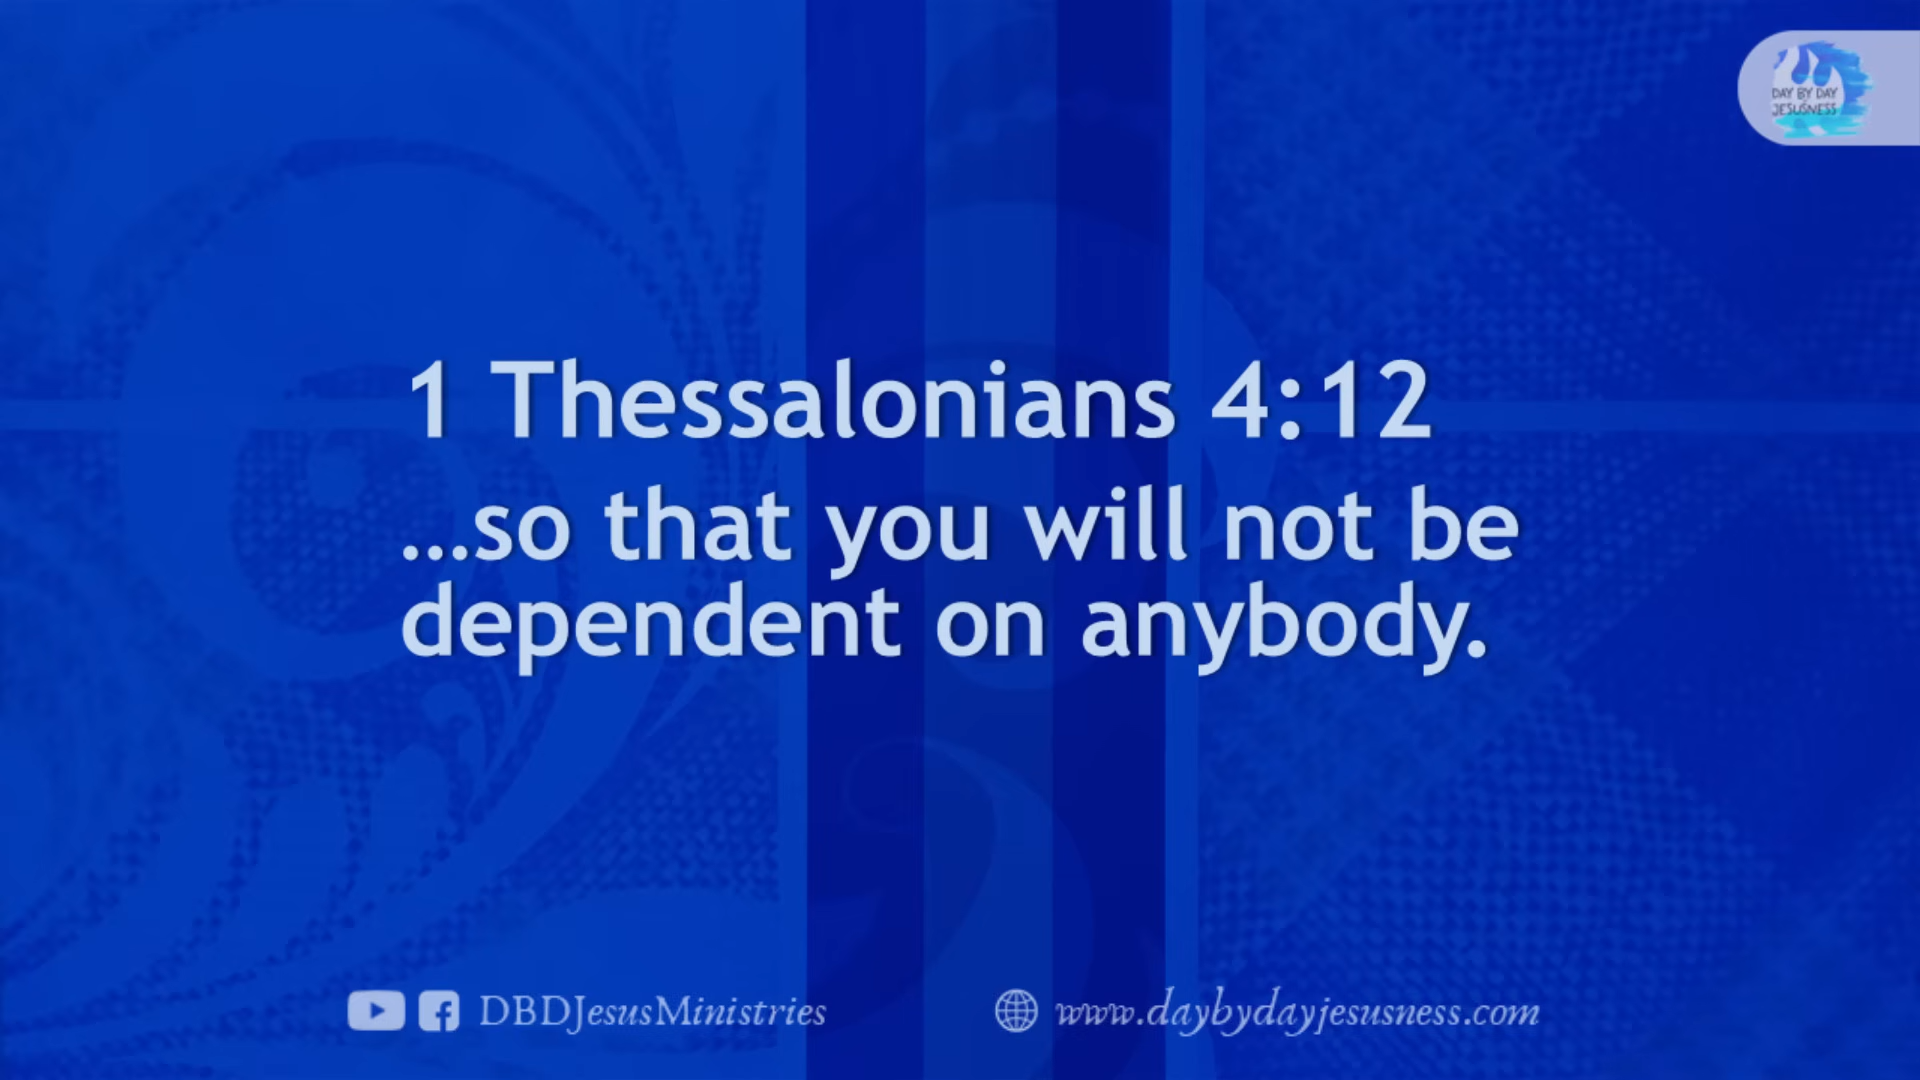 DAY BY DAY
JESUSNESS
1 Thessalonians 4:12
...so that you will not be
dependent on anybody.
DBDJesusMinistries
www.daybydayjesusness.com